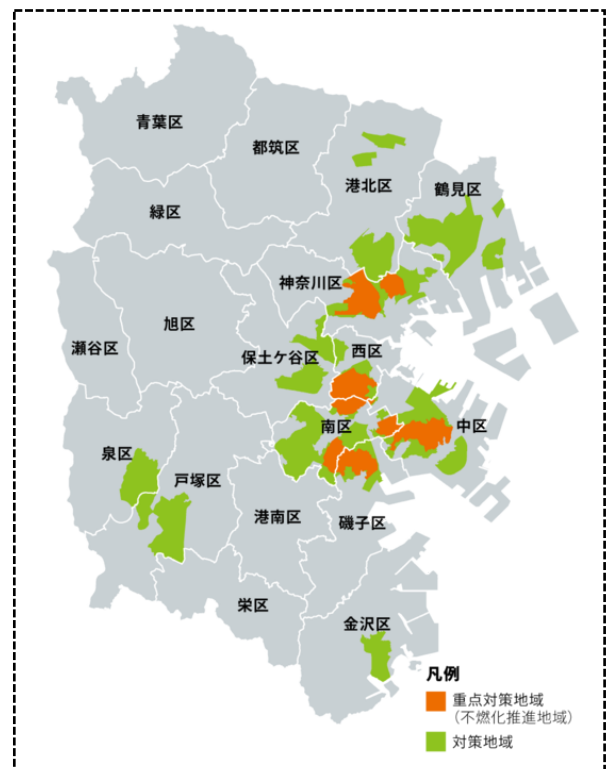 青葉区
都筑区
港北区
鶴見区
緑区
神奈川区
旭区
瀬谷区
保土ケ谷区
西区
南区
中区
泉区
戸塚区
港南区
磯子区
栄区
金沢区
凡例
重点対策地域
(不燃化推進地域)
対策地域